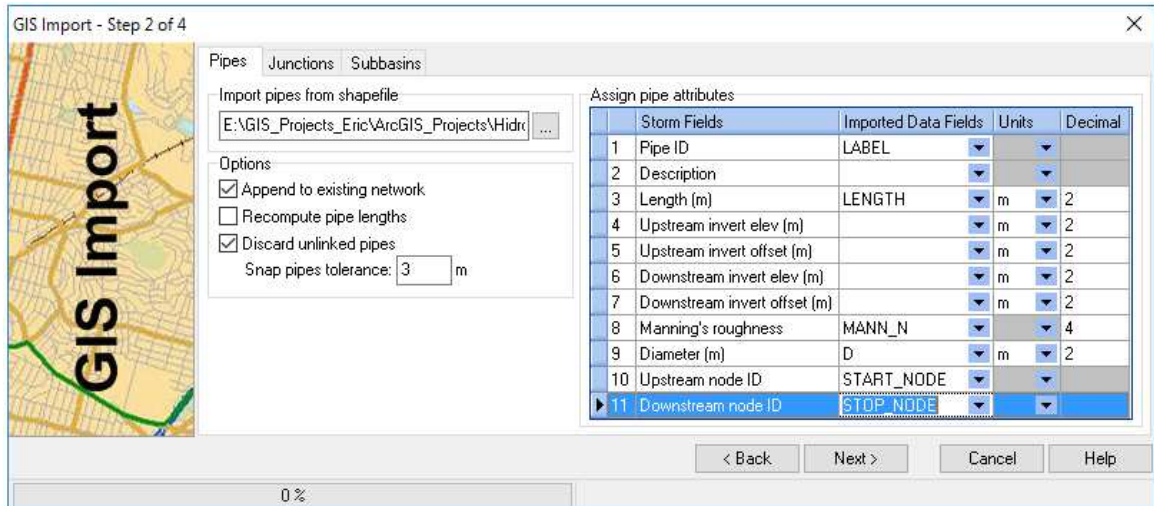 GIS Import - Step 2 of 4
GIS Import
Pipes Junctions Subbasins
Import pipes from shapefile
E:\GIS_Projects_Eric\ArcGIS_Projects\Hidr ...
Options
Append to existing network
Recompute pipe lengths
Discard unlinked pipes
Snap pipes tolerance: 3 m
Assign pipe attributes
Storm Fields Imported Data Fields Units Decimal
1 Pipe ID LABEL
2 Description
3 Length (m) LENGTH m 2
4 Upstream invert elev (m) m 2
5 Upstream invert offset (m) m 2
6 Downstream invert elev (m) m 2
7 Downstream invert offset (m) m 2
8 Manning's roughness MANN_N 4
9 Diameter (m) D m 2
10 Upstream node ID START_NODE
11 Downstream node ID STOP_NODE
< Back Next > Cancel Help
0 %